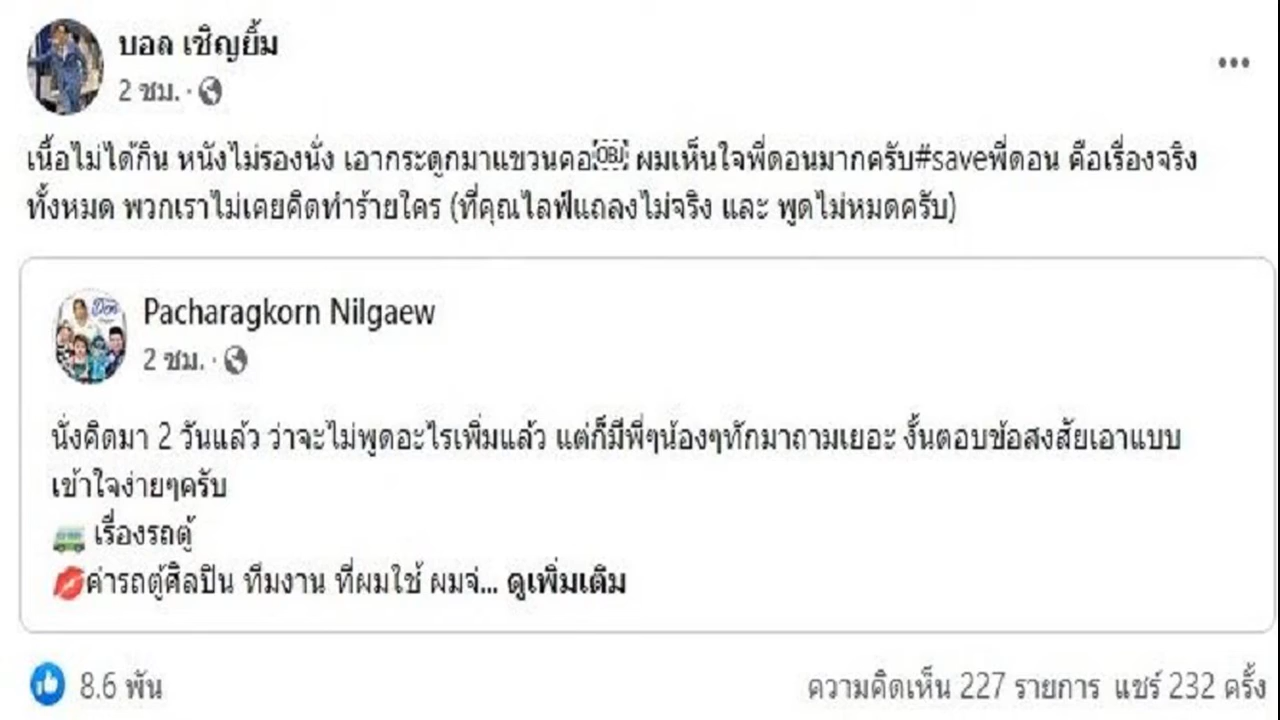 บอล เชิญยิ้ม
2 ชม. ·
เนื้อไม่ได้กิน หนังไม่รองนั่ง เอากระดูกมาแขวนคอ￼ ผมเห็นใจพี่ดอนมากครับ#saveพี่ดอน คือเรื่องจริง
ทั้งหมด พวกเราไม่เคยคิดทำร้ายใคร (ที่คุณไลฟ์แถลงไม่จริง และ พูดไม่หมดครับ)
Pacharagkorn Nilgaew
2 ชม. ·
นั่งคิดมา 2 วันแล้ว ว่าจะไม่พูดอะไรเพิ่มแล้ว แต่ก็มีพี่ๆน้องๆทักมาถามเยอะ งั้นตอบข้อสงสัยเอาแบบ
เข้าใจง่ายๆครับ
🚐 เรื่องรถตู้
💋ค่ารถตู้ศิลปิน ทีมงาน ที่ผมใช้ ผมจ่... ดูเพิ่มเติม
8.6 พัน ความคิดเห็น 227 รายการ แชร์ 232 ครั้ง